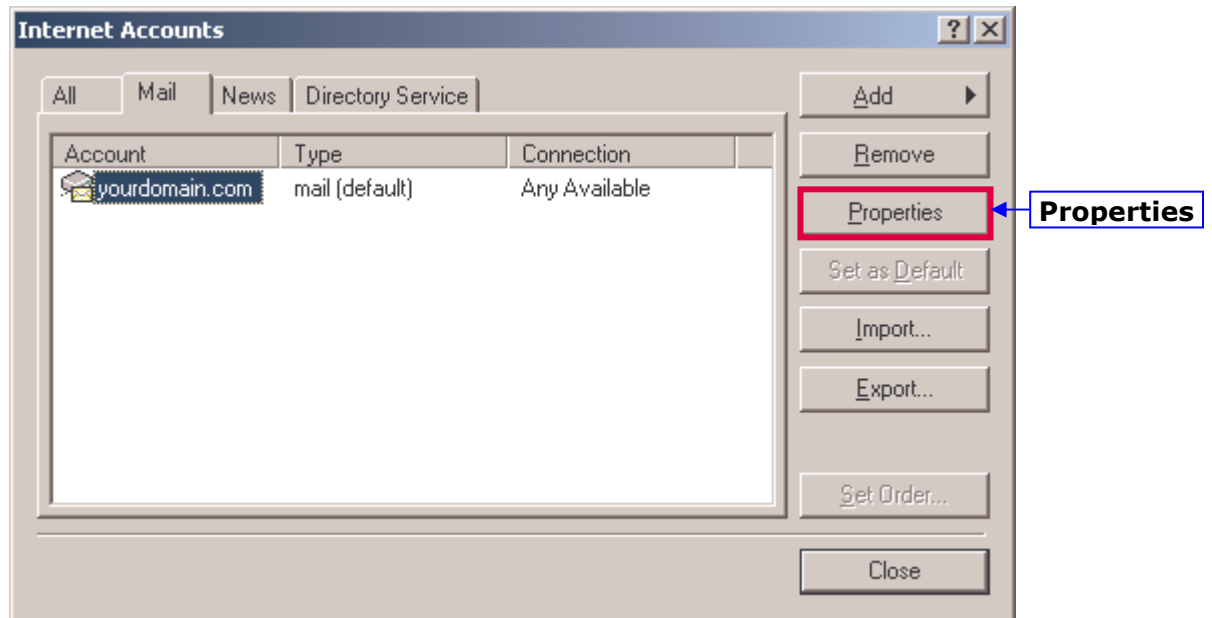 Internet Accounts
All Mail News Directory Service
Add
Account Type Connection
Remove
yourdomain.com mail (default) Any Available
Properties
Properties
Set as Default
Import...
Export...
Set Order...
Close